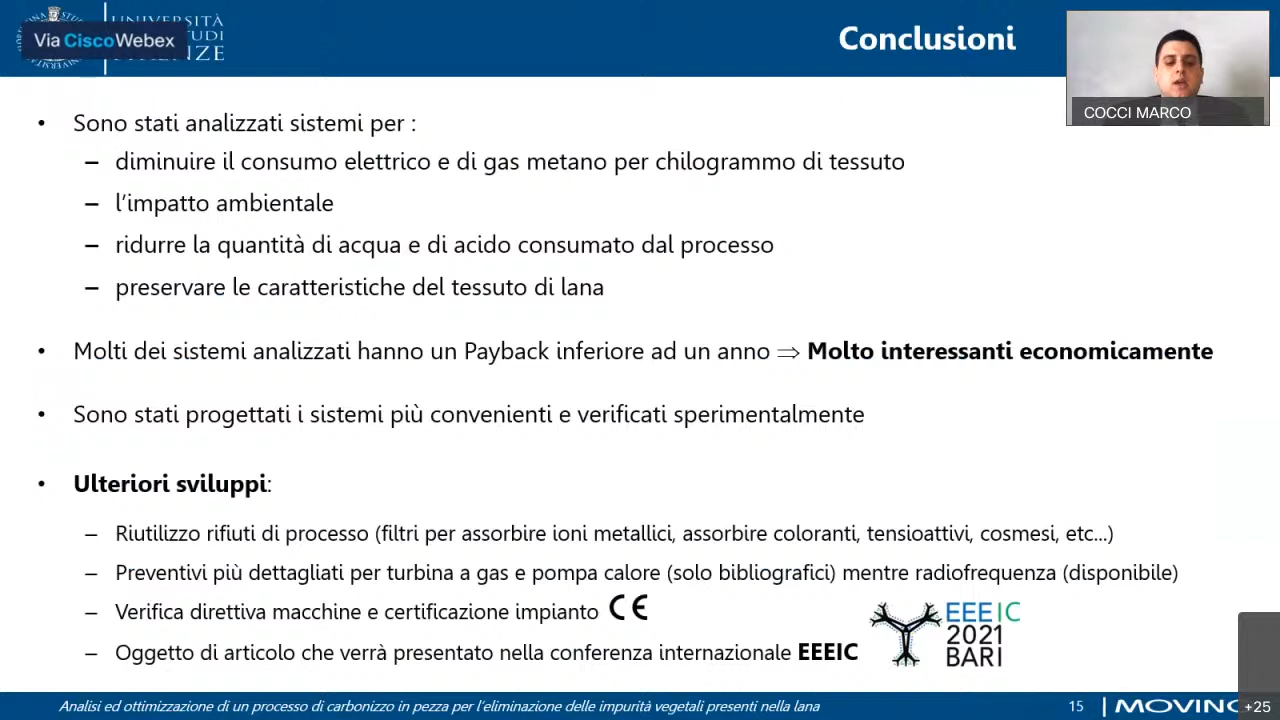 UNIVERSITÀ
STUDI
Via CiscoWebex
Conclusioni
COCCI MARCO
• Sono stati analizzati sistemi per :
– diminuire il consumo elettrico e di gas metano per chilogrammo di tessuto
– l’impatto ambientale
– ridurre la quantità di acqua e di acido consumato dal processo
– preservare le caratteristiche del tessuto di lana
• Molti dei sistemi analizzati hanno un Payback inferiore ad un anno ⇒ Molto interessanti economicamente
• Sono stati progettati i sistemi più convenienti e verificati sperimentalmente
• Ulteriori sviluppi:
– Riutilizzo rifiuti di processo (filtri per assorbire ioni metallici, assorbire coloranti, tensioattivi, cosmesi, etc...)
– Preventivi più dettagliati per turbina a gas e pompa calore (solo bibliografici) mentre radiofrequenza (disponibile)
– Verifica direttiva macchine e certificazione impianto CE
– Oggetto di articolo che verrà presentato nella conferenza internazionale EEEIC
EEEIC
2021
BARI
Analisi ed ottimizzazione di un processo di carbonizzo in pezza per l’eliminazione delle impurità vegetali presenti nella lana
15
MOVING
+25